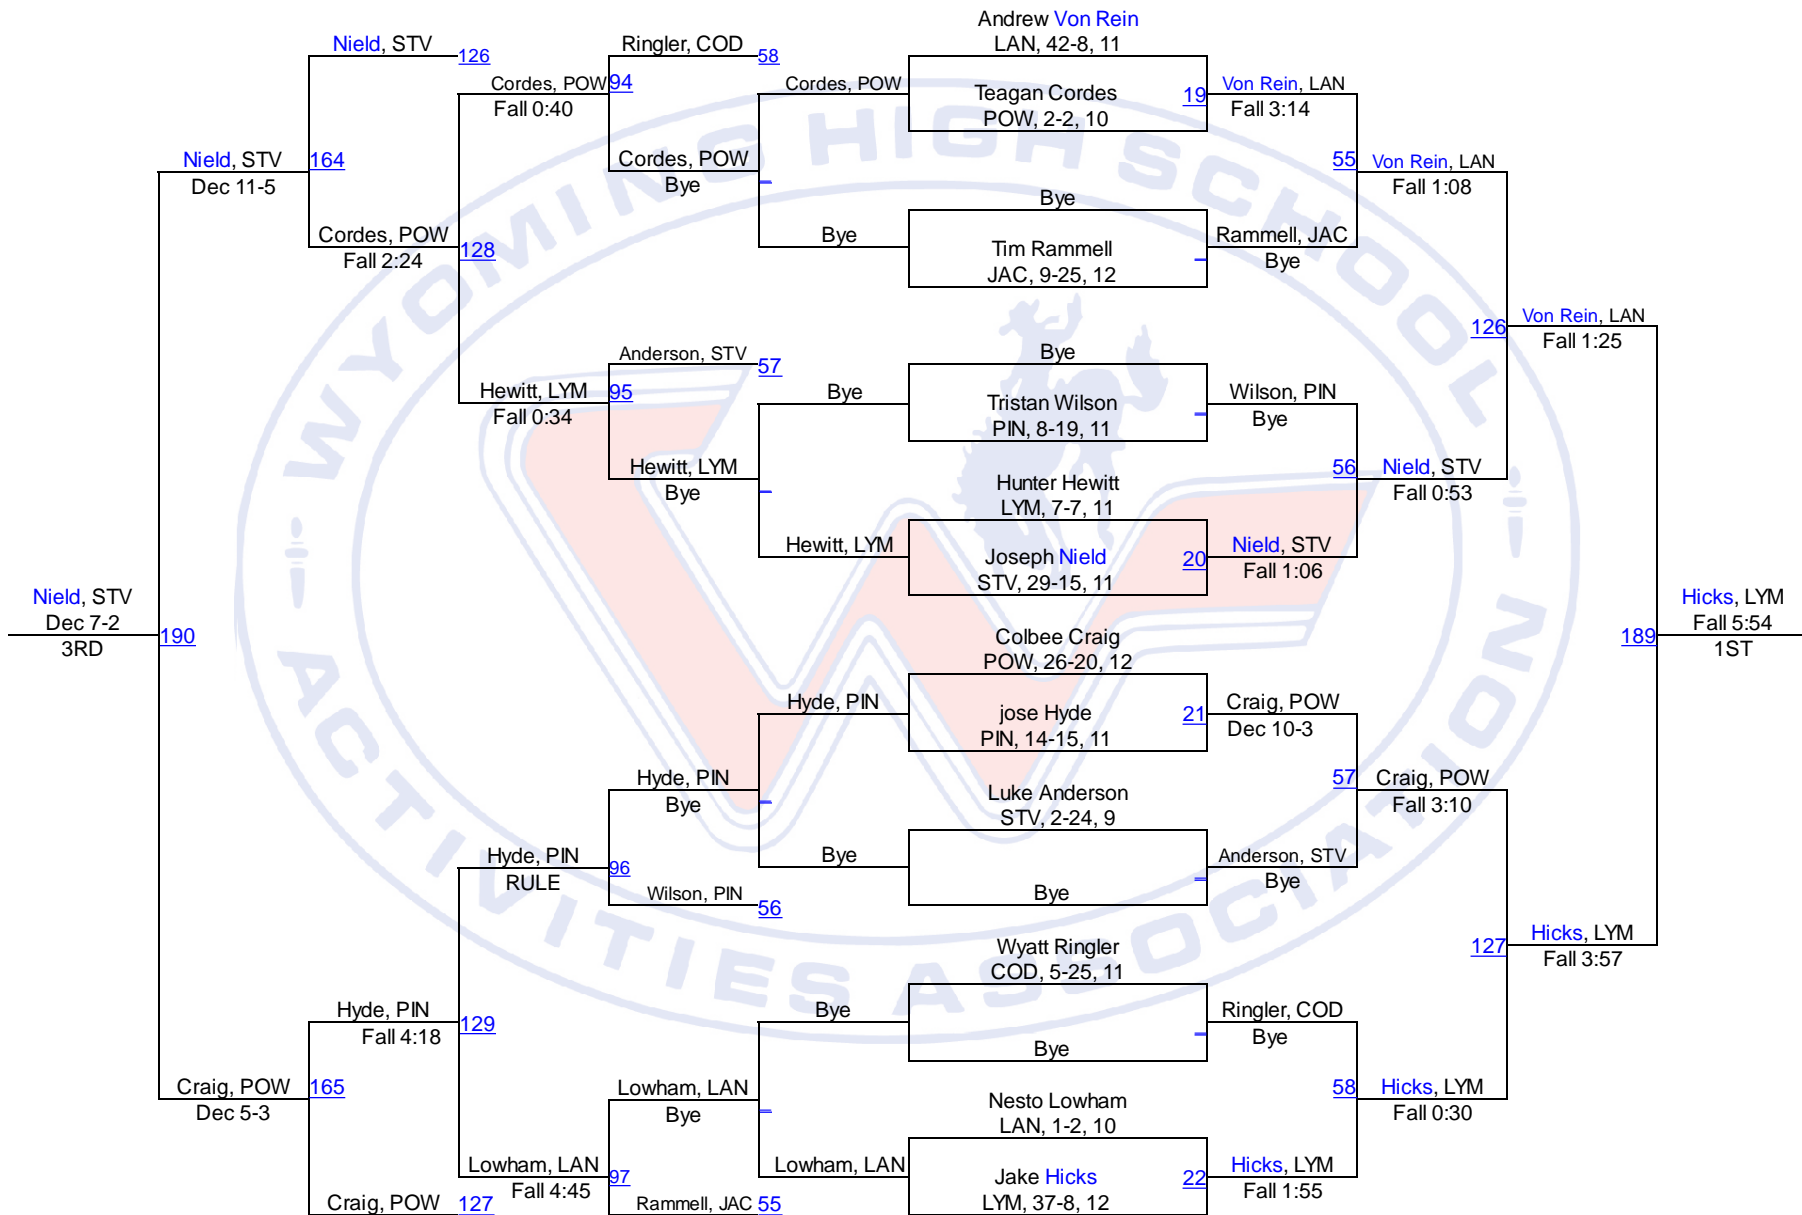 Nield, STV
126
Nield, STV
164
Dec 11-5
Cordes, POW
128
Fall 2:24
Cordes, POW
94
Fall 0:40
Ringler, COD
58
Cordes, POW
Bye
Cordes, POW
Bye
Hewitt, LYM
95
Fall 0:34
Anderson, STV
57
Hewitt, LYM
Bye
Bye
Hewitt, LYM
Nield, STV
Dec 7-2
190
3RD
Craig, POW
165
Dec 5-3
Hyde, PIN
129
Fall 4:18
Craig, POW
127
Hyde, PIN
96
RULE
Hyde, PIN
Bye
Wilson, PIN
56
Hyde, PIN
Bye
Lowham, LAN
97
Fall 4:45
Lowham, LAN
Bye
Rammell, JAC
55
Bye
Lowham, LAN
Andrew Von Rein
LAN, 42-8, 11
Teagan Cordes
POW, 2-2, 10
19
Bye
Tim Rammell
JAC, 9-25, 12
Bye
Tristan Wilson
PIN, 8-19, 11
Hunter Hewitt
LYM, 7-7, 11
Joseph Nield
STV, 29-15, 11
20
Colbee Craig
POW, 26-20, 12
jose Hyde
PIN, 14-15, 11
21
Luke Anderson
STV, 2-24, 9
Bye
Wyatt Ringler
COD, 5-25, 11
Bye
Nesto Lowham
LAN, 1-2, 10
Jake Hicks
LYM, 37-8, 12
22
Von Rein, LAN
Fall 3:14
Rammell, JAC
Bye
55
Von Rein, LAN
Fall 1:08
Wilson, PIN
Bye
Nield, STV
Fall 1:06
56
Nield, STV
Fall 0:53
126
Von Rein, LAN
Fall 1:25
Craig, POW
Dec 10-3
Anderson, STV
Bye
57
Craig, POW
Fall 3:10
Ringler, COD
Bye
Hicks, LYM
Fall 1:55
58
Hicks, LYM
Fall 0:30
127
Hicks, LYM
Fall 3:57
189
Hicks, LYM
Fall 5:54
1ST
WYOMING HIGH SCHOOL
ACTIVITIES ASSOCIATION